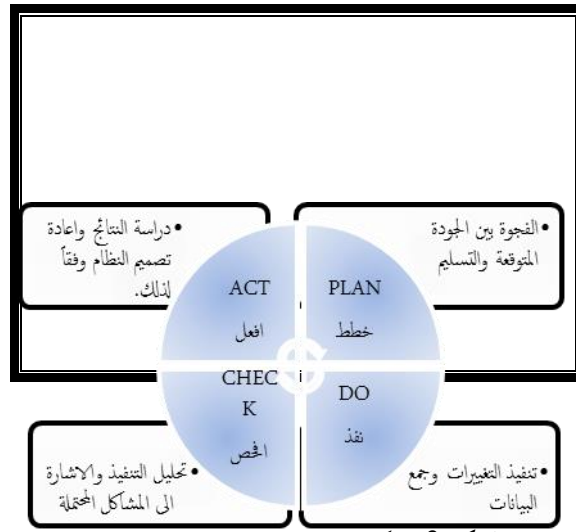 •الفجوة بين الجودة
المتوقعة والتسليم
•دراسة النتائج واعادة
تصميم النظام وفقاً
لذلك.
PLAN
خطط
ACT
افعل
DO
نفذ
CHEC
K
افحص
•تنفيذ التغييرات وجمع
البيانات
•تحليل التنفيذ والاشارة
الى المشاكل المحتملة